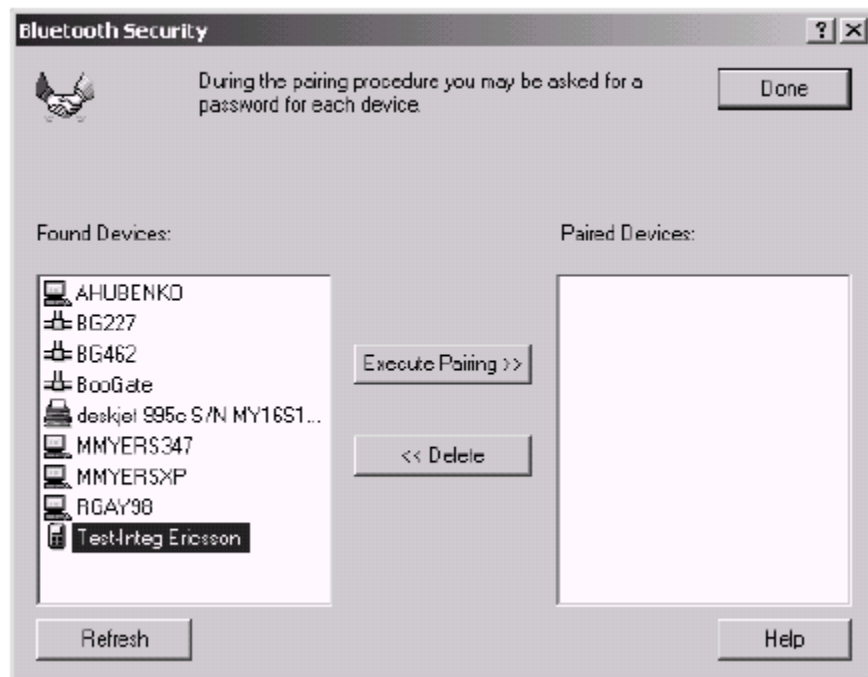 Bluetooth Security
During the pairing procedure you may be asked for a
password for each device.
Done
Found Devices:
Paired Devices:
AHUBENKO
BG227
BG462
BooGate
deskjet 995c S/N MY16S1...
MMYERS347
MMYERSXP
RGAY98
Test-Integ Ericsson
Execute Pairing >>
<< Delete
Refresh
Help